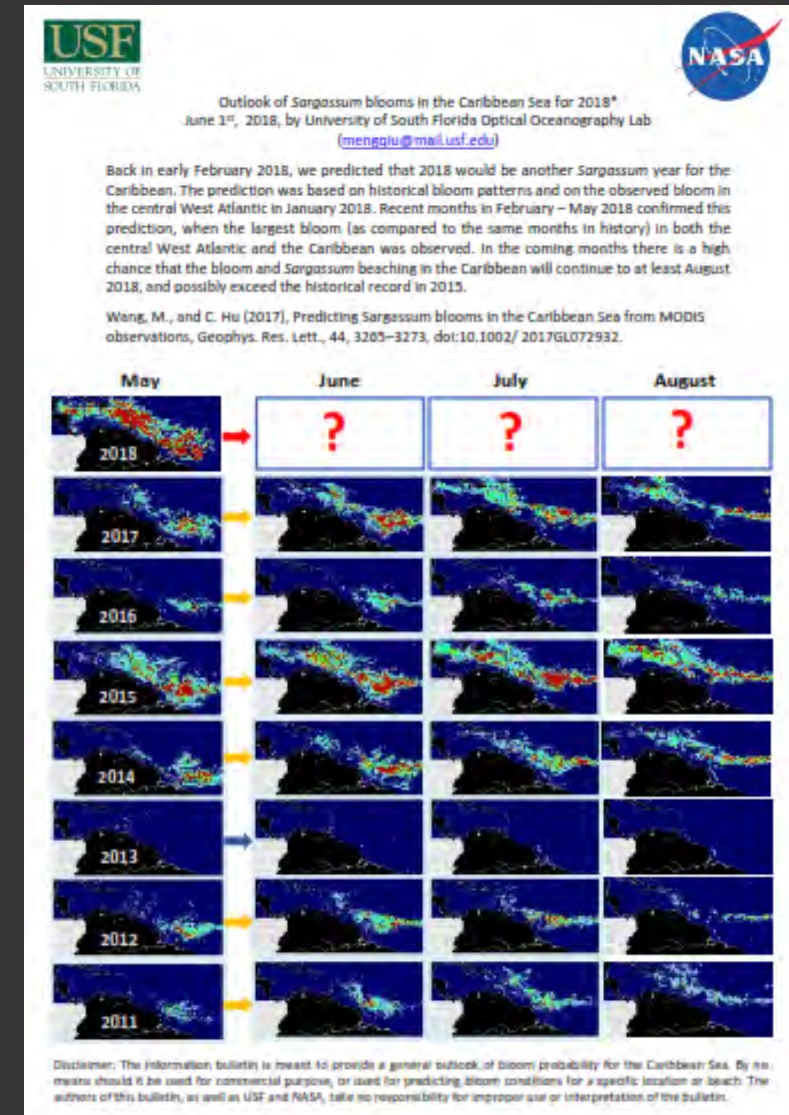 USF
UNIVERSITY OF
SOUTH FLORIDA
NASA
Outlook of Sargassum blooms in the Caribbean Sea for 2018*
June 1st, 2018, by University of South Florida Optical Oceanography Lab
(mengqiu@mail.usf.edu)
Back in early February 2018, we predicted that 2018 would be another Sargassum year for the
Caribbean. The prediction was based on historical bloom patterns and on the observed bloom in
the central West Atlantic in January 2018. Recent months in February – May 2018 confirmed this
prediction, when the largest bloom (as compared to the same months in history) in both the
central West Atlantic and the Caribbean was observed. In the coming months there is a high
chance that the bloom and Sargassum beaching in the Caribbean will continue to at least August
2018, and possibly exceed the historical record in 2015.
Wang, M., and C. Hu (2017), Predicting Sargassum blooms in the Caribbean Sea from MODIS
observations, Geophys. Res. Lett., 44, 3265–3273, doi:10.1002/ 2017GL072932.
May June July August
2018 ? ? ?
2017
2016
2015
2014
2013
2012
2011
Disclaimer: The information bulletin is meant to provide a general outlook of bloom probability for the Caribbean Sea. By no
means should it be used for commercial purpose, or used for predicting bloom conditions for a specific location or beach. The
authors of this bulletin, as well as USF and NASA, take no responsibility for improper use or interpretation of the bulletin.